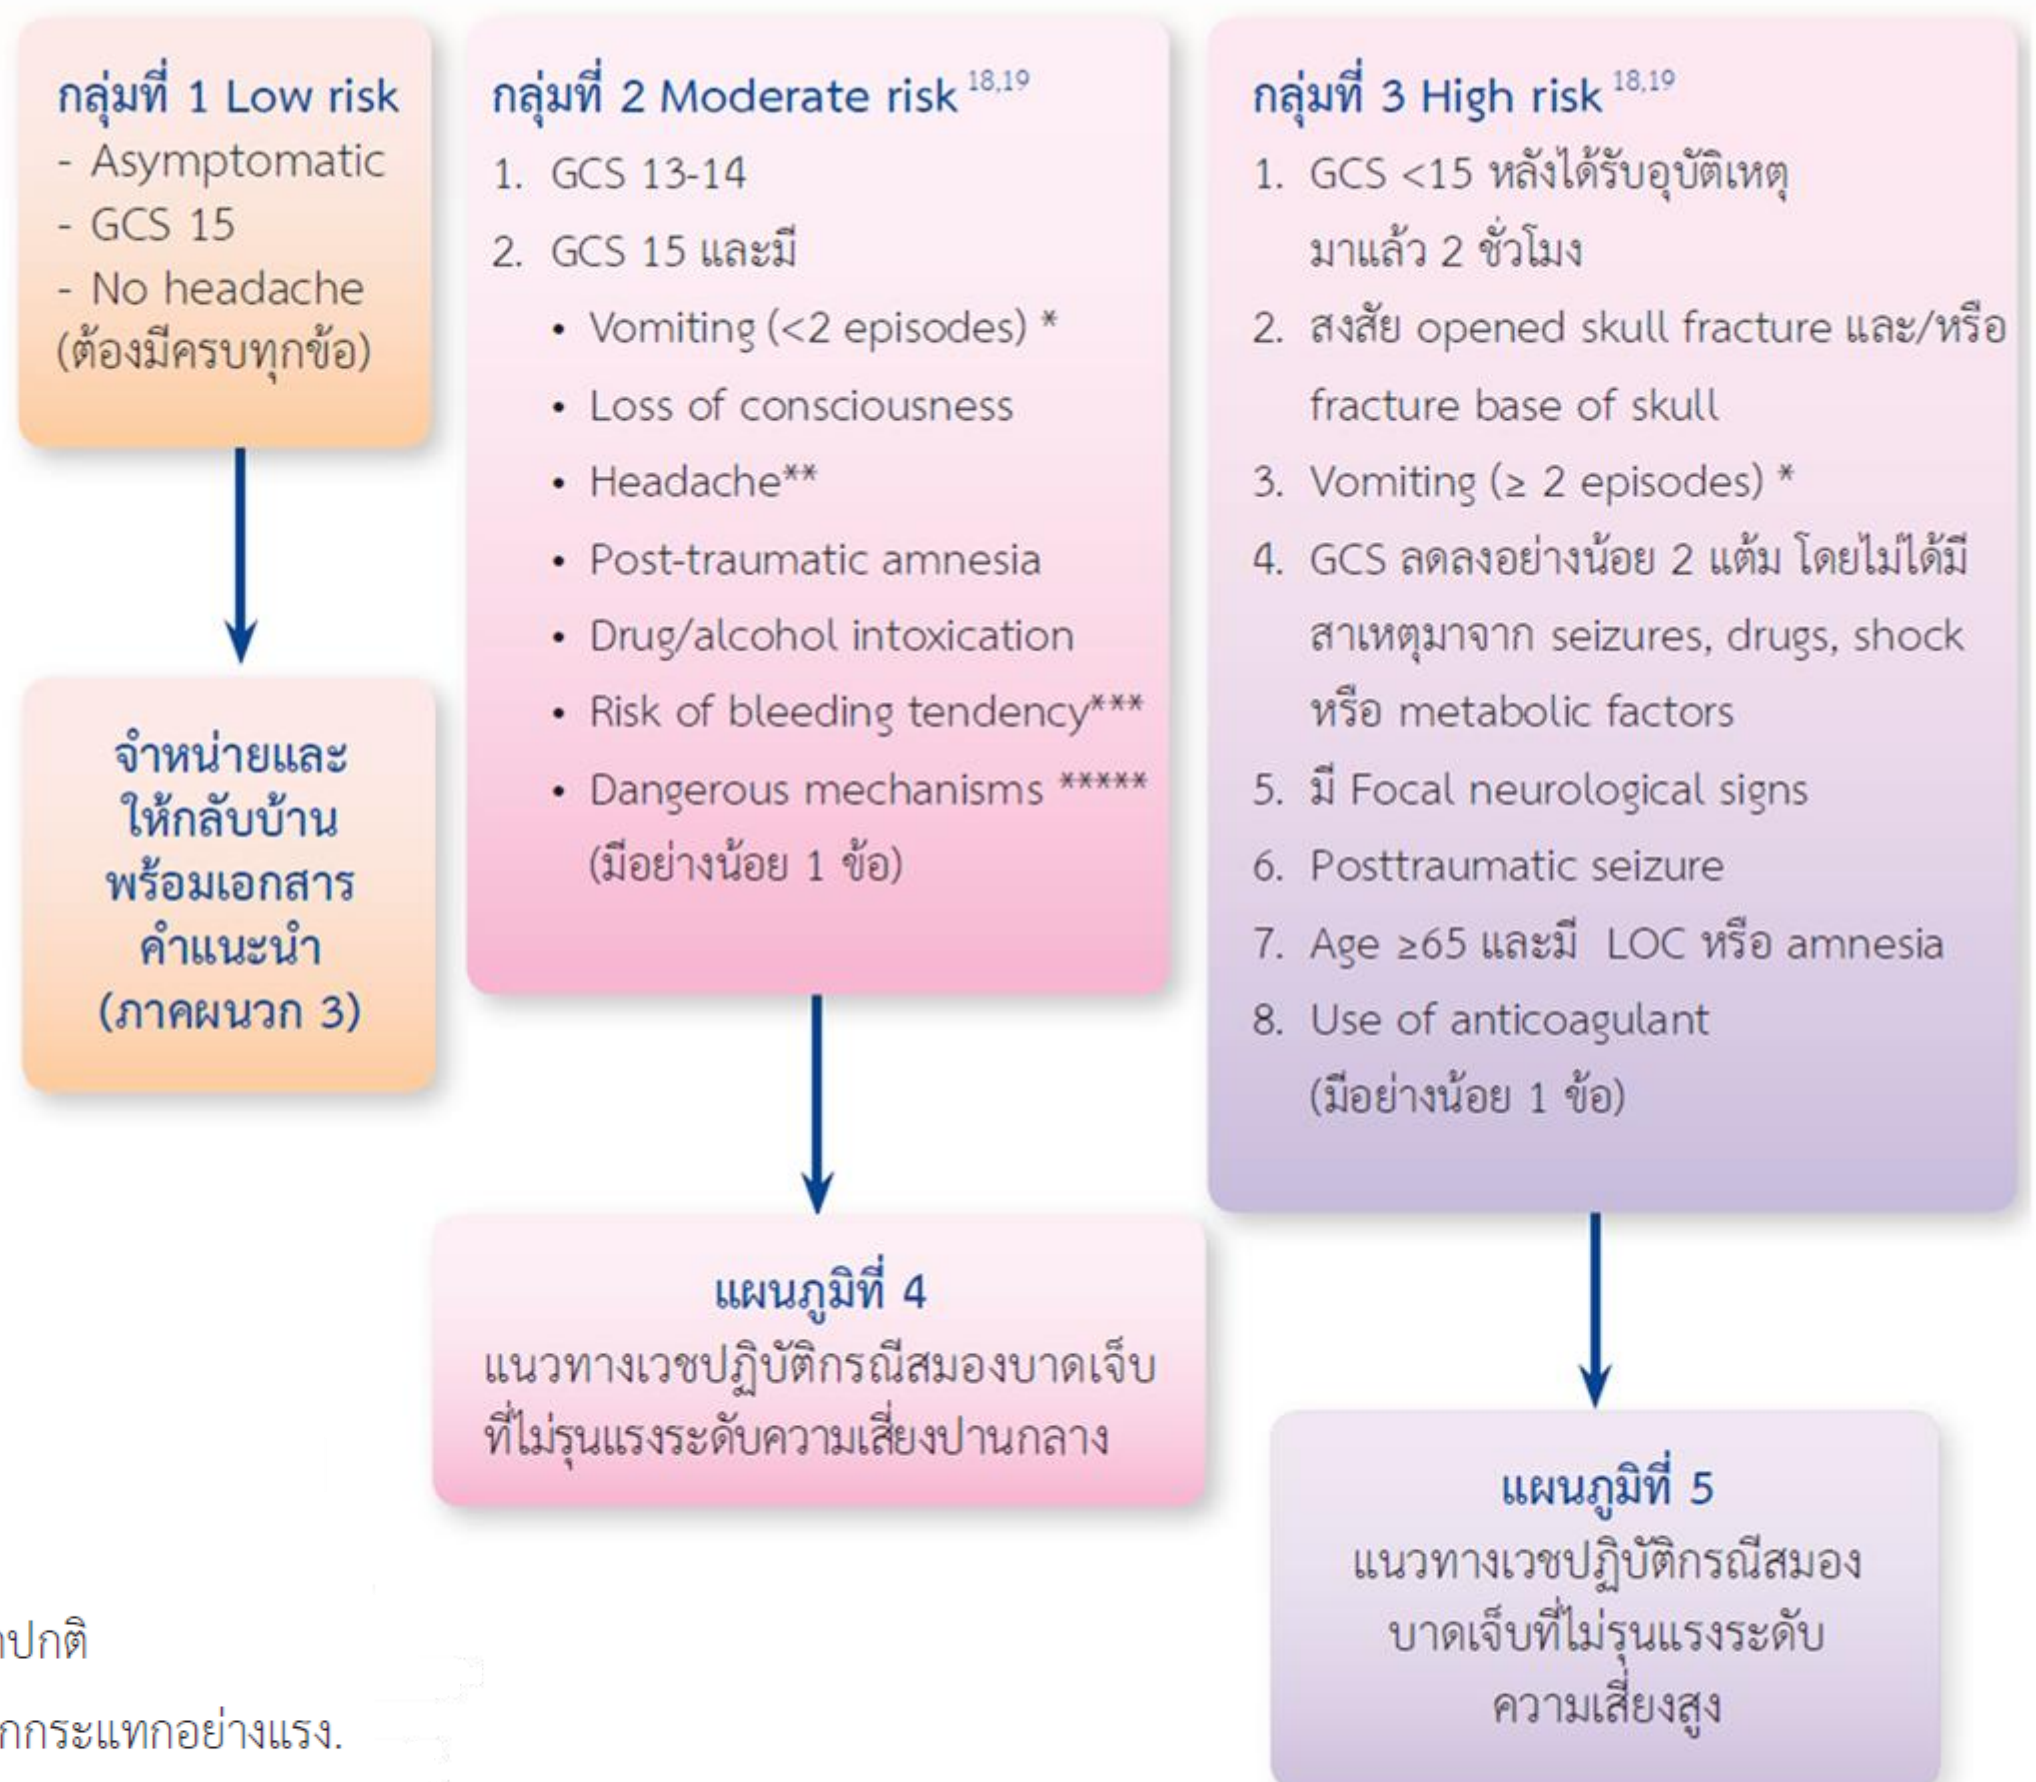 กลุ่มที่ 1 Low risk
- Asymptomatic
- GCS 15
- No headache
(ต้องมีครบทุกข้อ)
จำหน่ายและ
ให้กลับบ้าน
พร้อมเอกสาร
คำแนะนำ
(ภาคผนวก 3)
กลุ่มที่ 2 Moderate risk 18,19
1. GCS 13-14
2. GCS 15 และมี
• Vomiting (<2 episodes) *
• Loss of consciousness
• Headache**
• Post-traumatic amnesia
• Drug/alcohol intoxication
• Risk of bleeding tendency***
• Dangerous mechanisms *****
(มีอย่างน้อย 1 ข้อ)
แผนภูมิที่ 4
แนวทางเวชปฏิบัติกรณีสมองบาดเจ็บ
ที่ไม่รุนแรงระดับความเสี่ยงปานกลาง
กลุ่มที่ 3 High risk 18,19
1. GCS <15 หลังได้รับอุบัติเหตุ
มาแล้ว 2 ชั่วโมง
2. สงสัย opened skull fracture และ/หรือ
fracture base of skull
3. Vomiting (≥ 2 episodes) *
4. GCS ลดลงอย่างน้อย 2 แต้ม โดยไม่ได้มี
สาเหตุมาจาก seizures, drugs, shock
หรือ metabolic factors
5. มี Focal neurological signs
6. Posttraumatic seizure
7. Age ≥65 และมี LOC หรือ amnesia
8. Use of anticoagulant
(มีอย่างน้อย 1 ข้อ)
แผนภูมิที่ 5
แนวทางเวชปฏิบัติกรณีสมอง
บาดเจ็บที่ไม่รุนแรงระดับ
ความเสี่ยงสูง
ปกติ
กระแทกอย่างแรง.